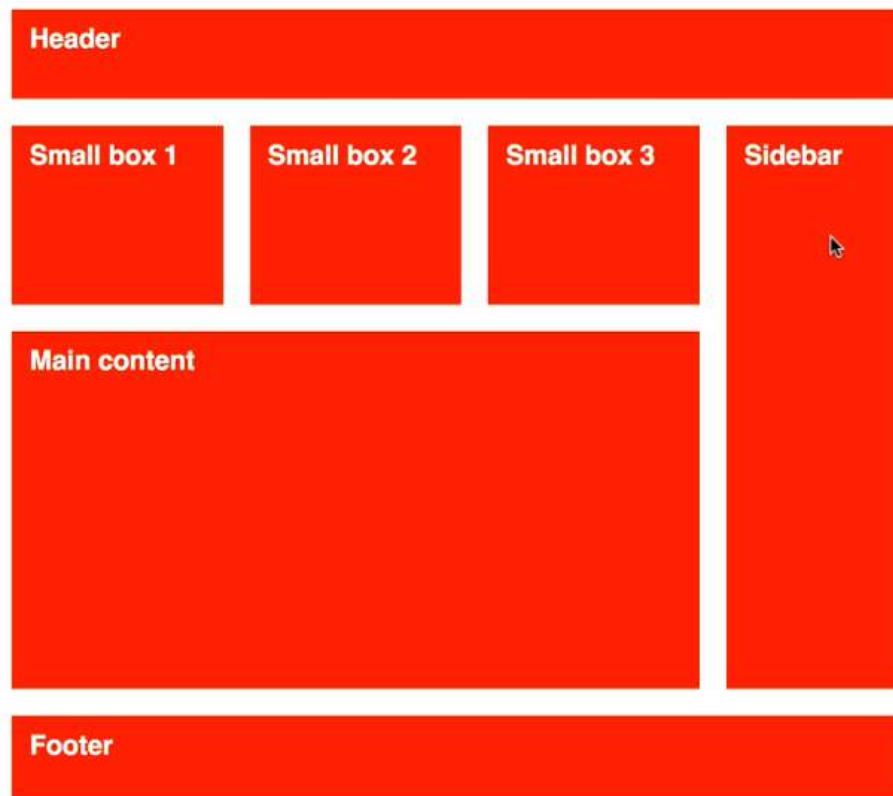 Header
Small box 1
Small box 2
Small box 3
Sidebar
Main content
Footer